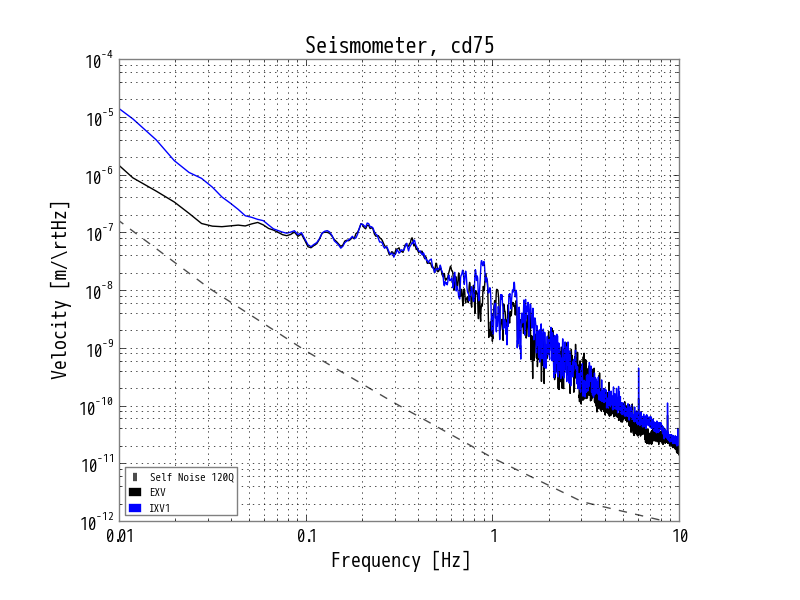 Seismometer, cd75
Velocity [m/\rtHz]
10-4
10-5
10-6
10-7
10-8
10-9
10-10
10-11
10-12
Self Noise 120Q
EXV
IXV1
0.01
0.1
1
10
Frequency [Hz]